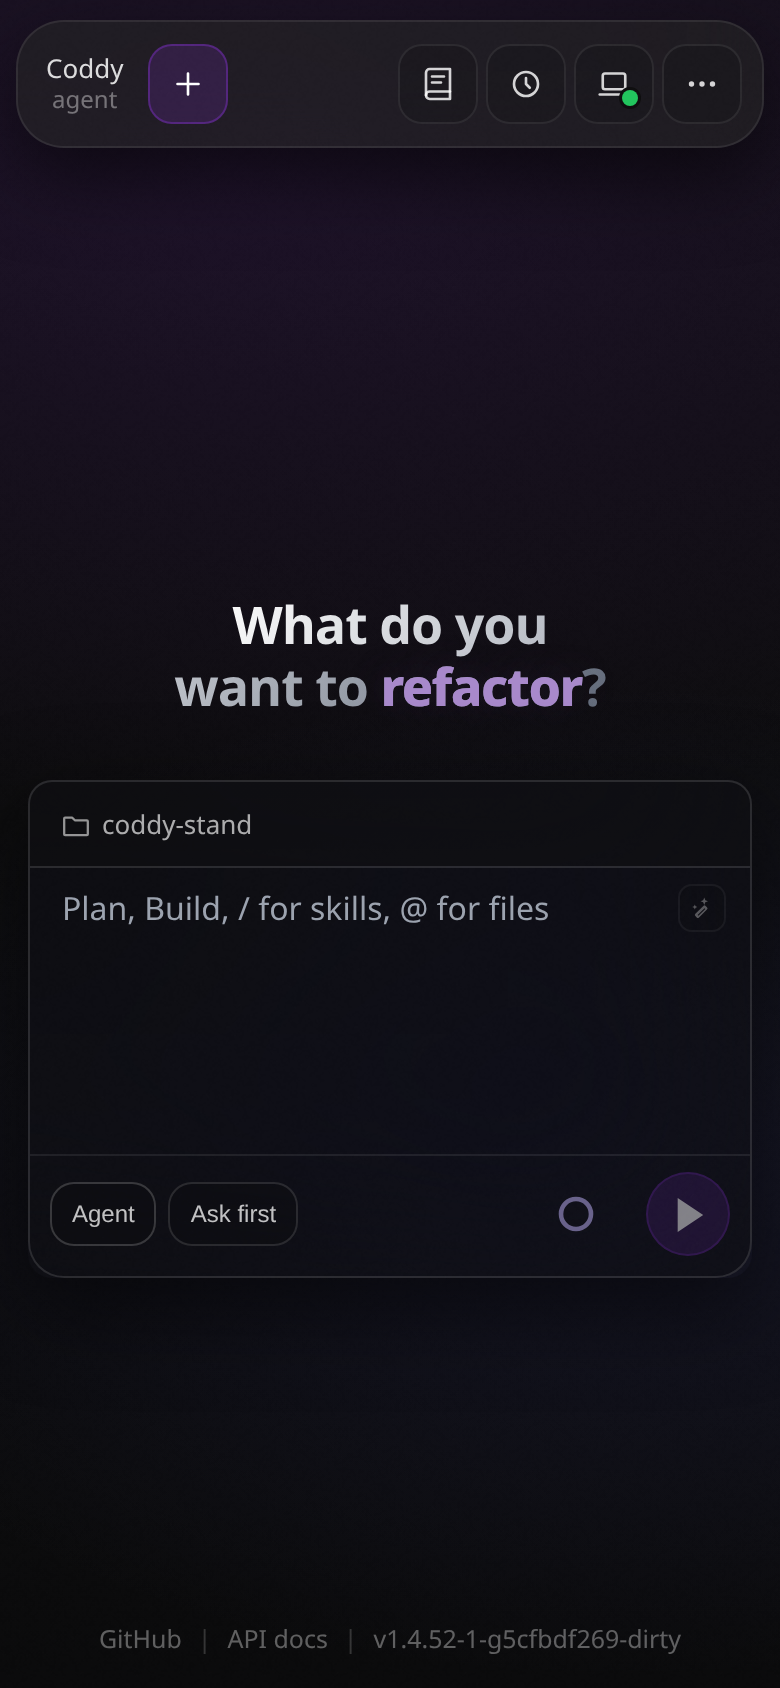 Coddy
agent
What do you
want to refactor?
coddy-stand
Plan, Build, / for skills, @ for files
Agent
Ask first
GitHub | API docs | v1.4.52-1-g5cfbdf269-dirty